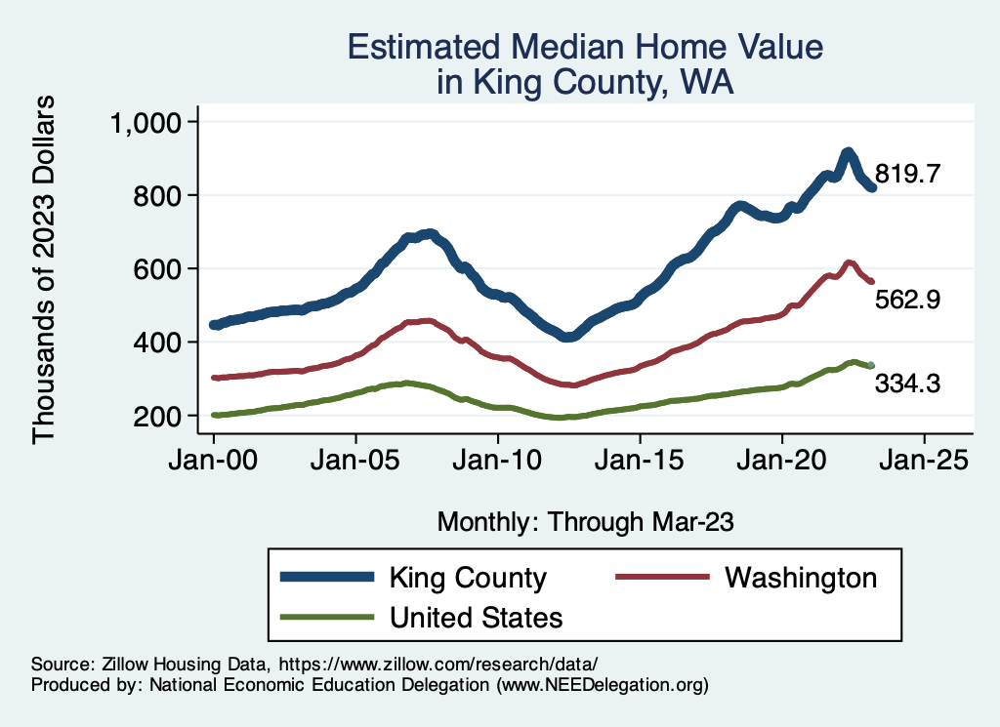 Estimated Median Home Value
in King County, WA
Thousands of 2023 Dollars
1,000
800
600
400
200
819.7
562.9
334.3
Jan-00 Jan-05 Jan-10 Jan-15 Jan-20 Jan-25
Monthly: Through Mar-23
King County Washington
United States
Source: Zillow Housing Data, https://www.zillow.com/research/data/
Produced by: National Economic Education Delegation (www.NEEDelegation.org)